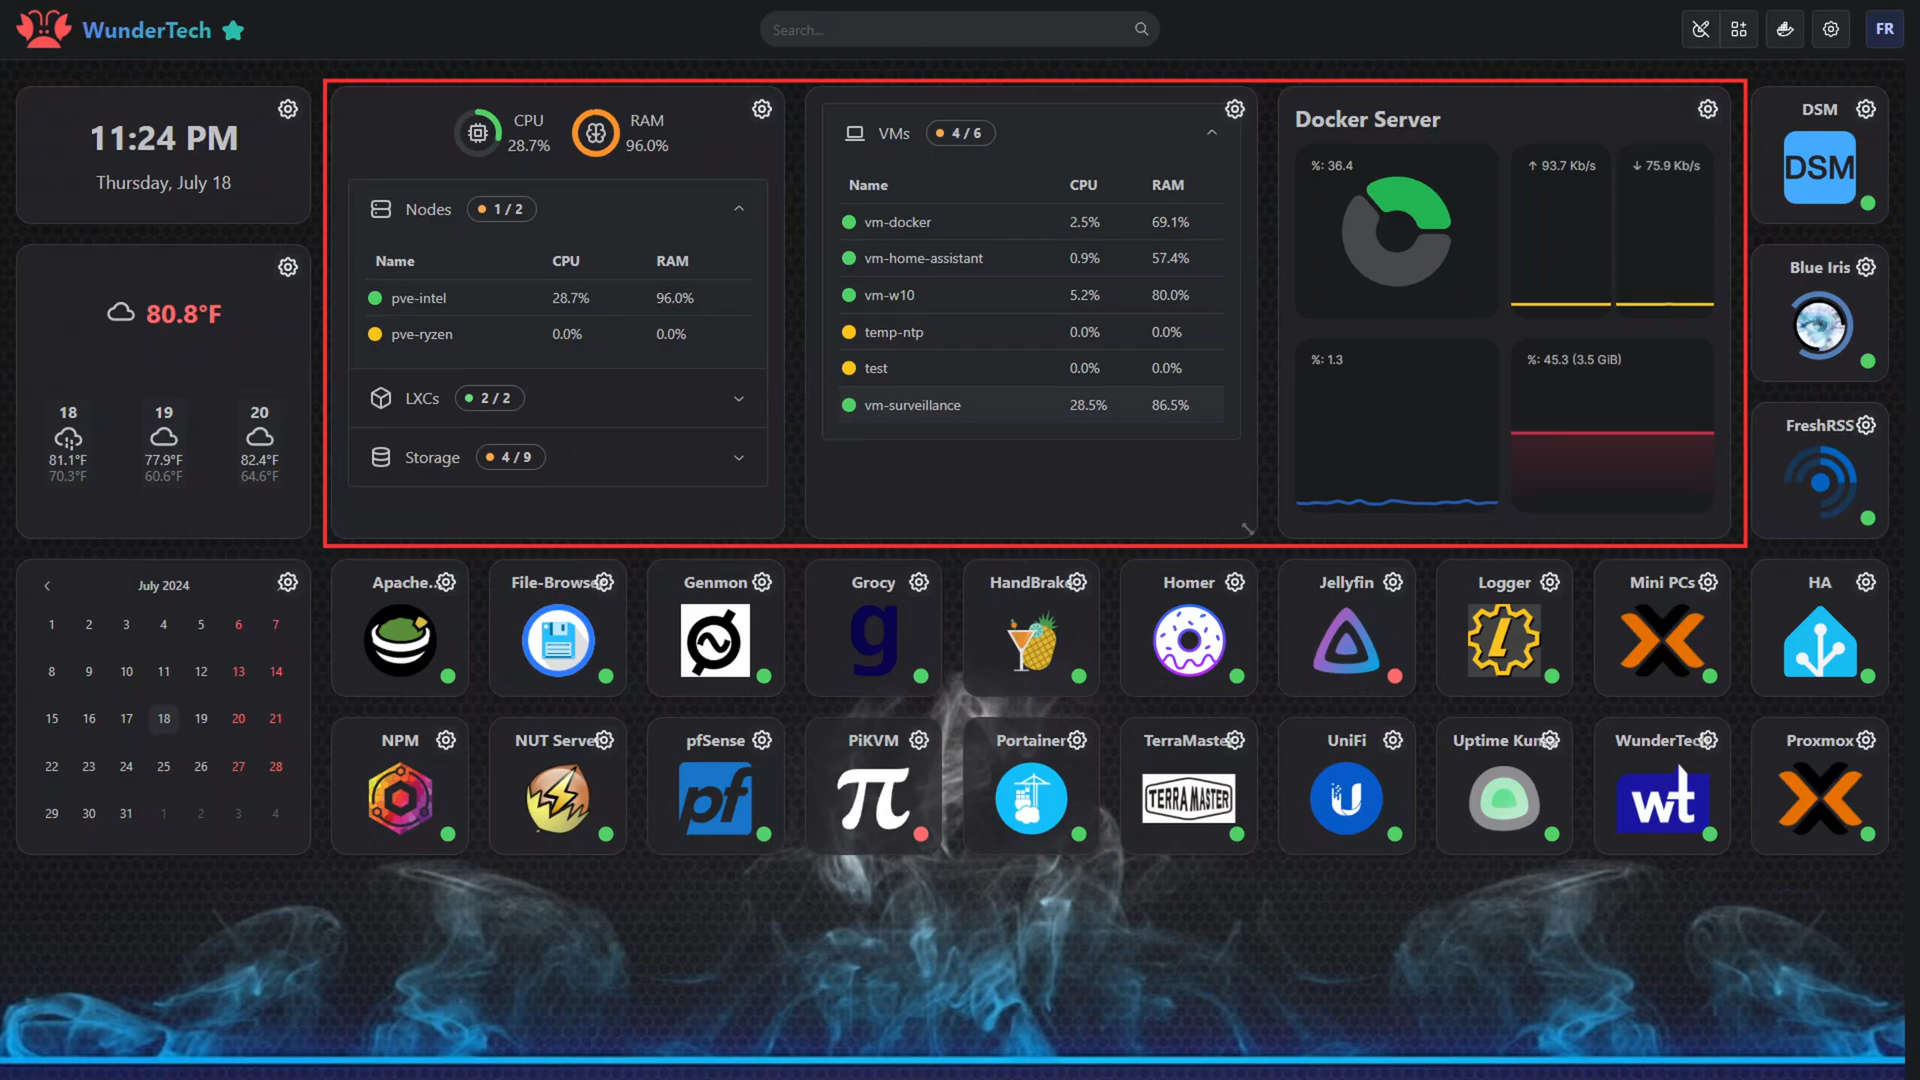 WunderTech
Search...
FR
11:24 PM
Thursday, July 18
80.8°F
18
81.1°F
70.3°F
19
77.9°F
60.6°F
20
82.4°F
64.6°F
July 2024
1 2 3 4 5 6 7
8 9 10 11 12 13 14
15 16 17 18 19 20 21
22 23 24 25 26 27 28
29 30 31 1 2 3 4
CPU
28.7%
RAM
96.0%
Nodes 1 / 2
Name CPU RAM
pve-intel 28.7% 96.0%
pve-ryzen 0.0% 0.0%
LXCs 2 / 2
Storage 4 / 9
VMs 4 / 6
Name CPU RAM
vm-docker 2.5% 69.1%
vm-home-assistant 0.9% 57.4%
vm-w10 5.2% 80.0%
temp-ntp 0.0% 0.0%
test 0.0% 0.0%
vm-surveillance 28.5% 86.5%
Docker Server
%: 36.4
↑ 93.7 Kb/s
↓ 75.9 Kb/s
%: 1.3
%: 45.3 (3.5 GiB)
DSM
DSM
Blue Iris
FreshRSS
Apache..
File-Browse
Genmon
Grocy
g
HandBrake
Homer
Jellyfin
Logger
L
Mini PCs
HA
NPM
NUT Serve
pfSense
pf
PiKVM
π
Portainer
TerraMaste
TERRA MASTER
UniFi
U
Uptime Kum
WunderTec
wt
Proxmox